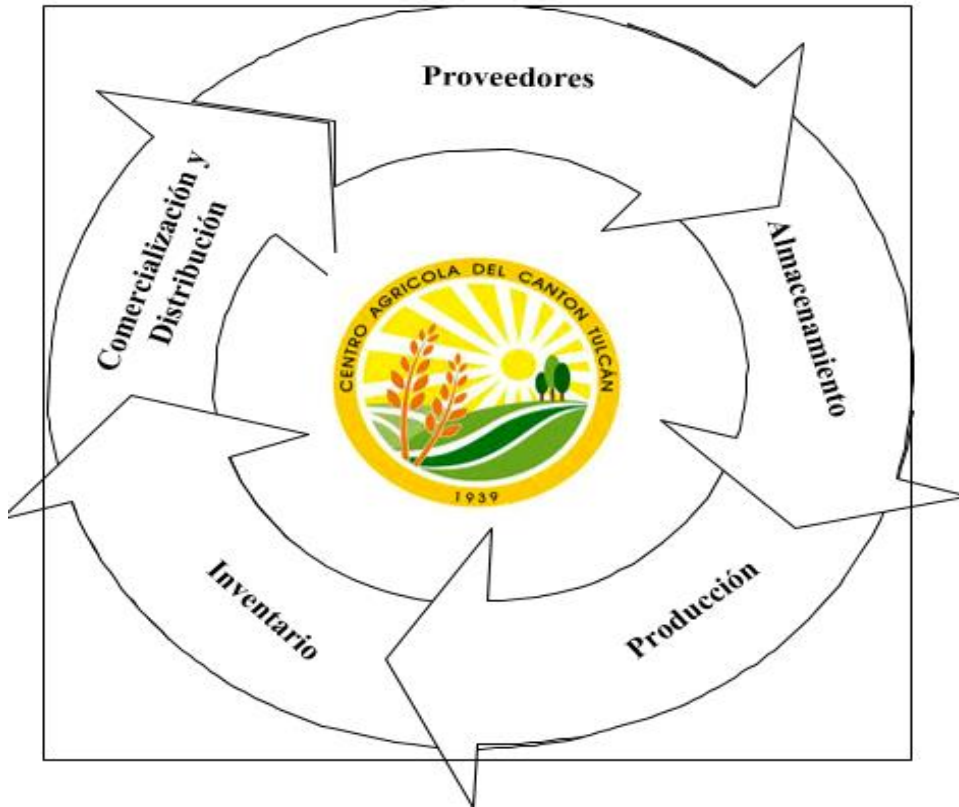 Proveedores
Almacenamiento
Producción
Inventario
Comercialización y
Distribución
CENTRO AGRICOLA DEL CANTON TULCÁN
1939